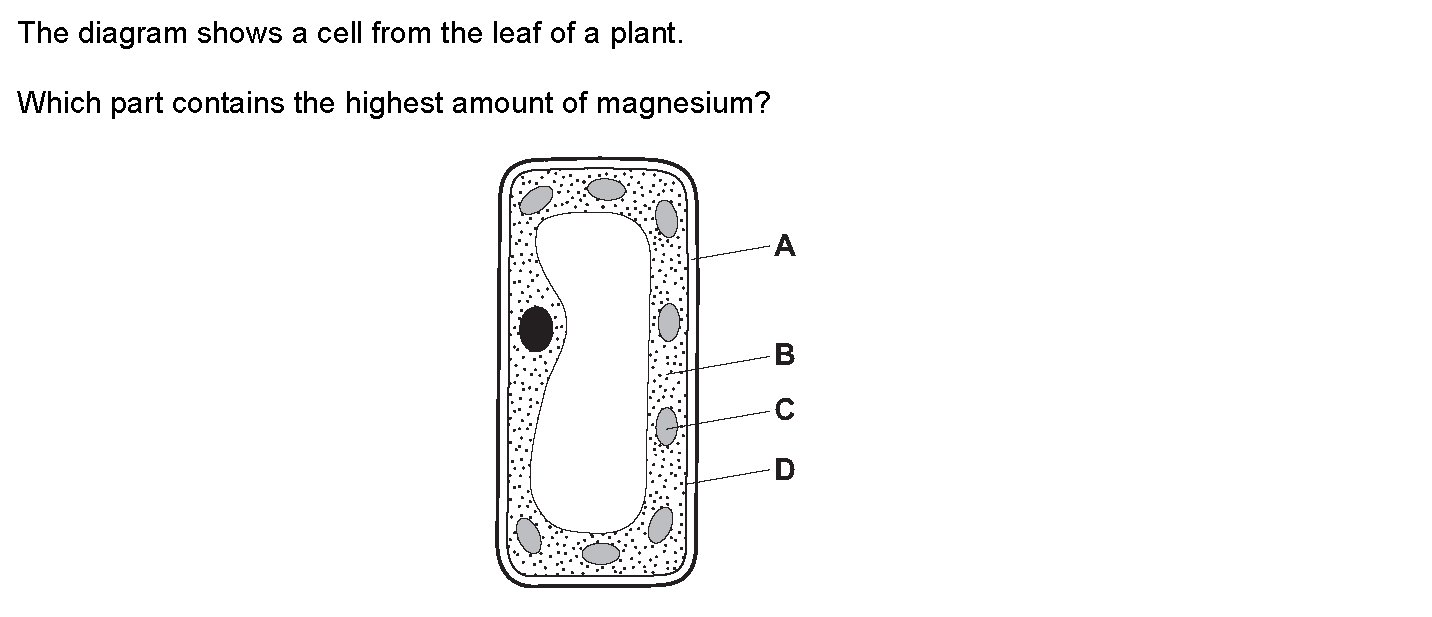 The diagram shows a cell from the leaf of a plant.
Which part contains the highest amount of magnesium?
A
B
C
D